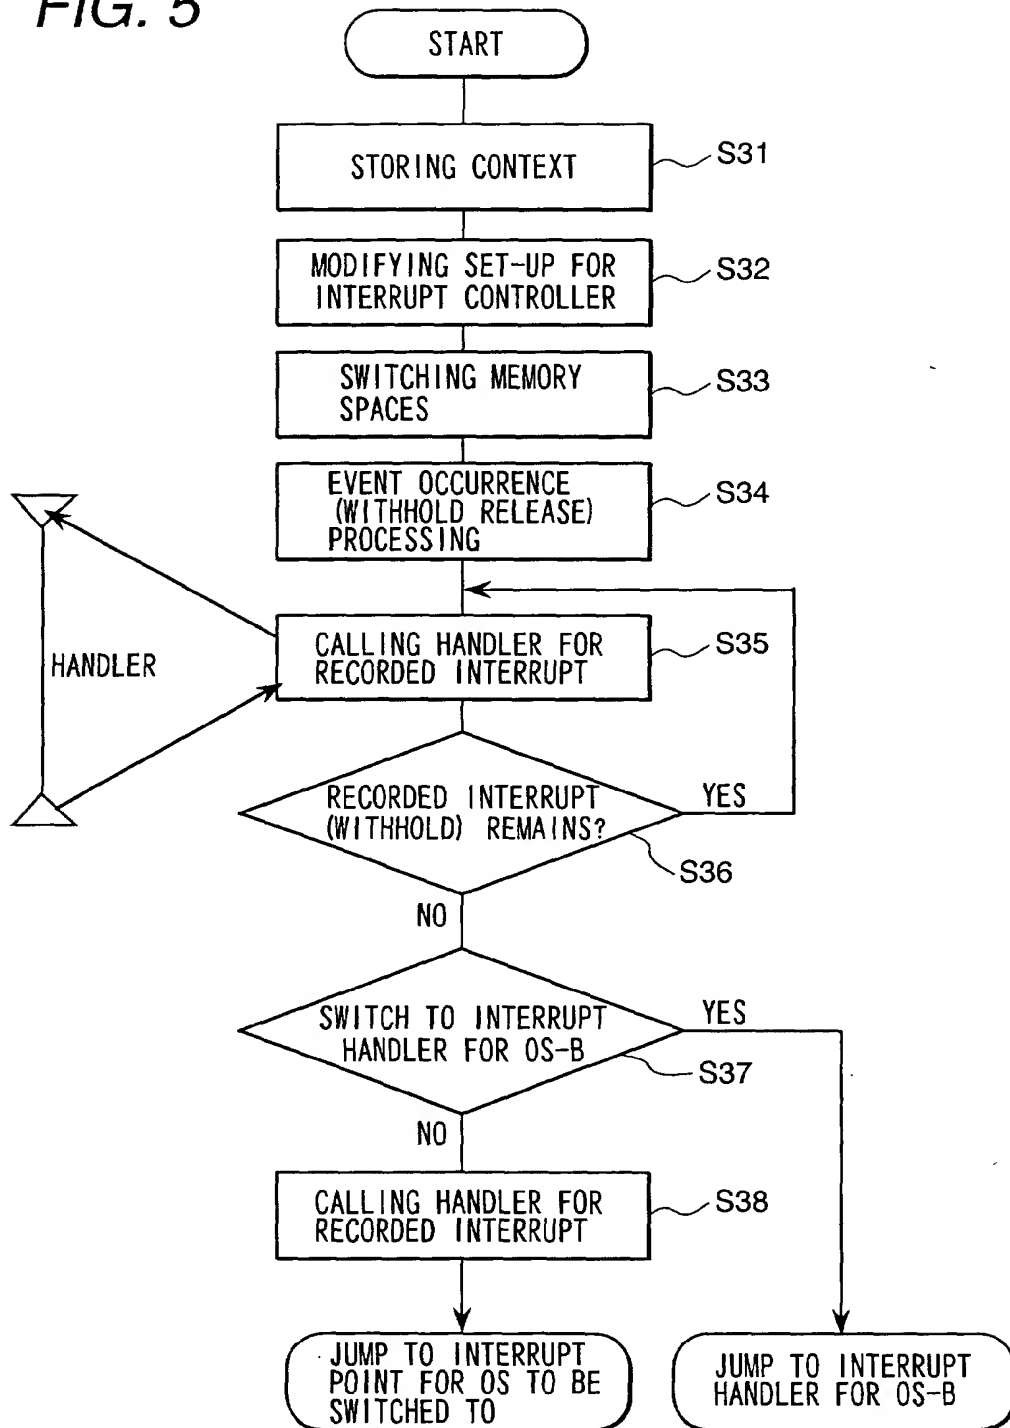 FIG. 5
START
STORING CONTEXT
S31
MODIFYING SET-UP FOR
INTERRUPT CONTROLLER
S32
SWITCHING MEMORY
SPACES
S33
EVENT OCCURRENCE
(WITHHOLD RELEASE)
PROCESSING
S34
HANDLER
CALLING HANDLER FOR
RECORDED INTERRUPT
S35
RECORDED INTERRUPT
(WITHHOLD) REMAINS?
YES
S36
NO
SWITCH TO INTERRUPT
HANDLER FOR OS-B
YES
S37
NO
CALLING HANDLER FOR
RECORDED INTERRUPT
S38
JUMP TO INTERRUPT
POINT FOR OS TO BE
SWITCHED TO
JUMP TO INTERRUPT
HANDLER FOR OS-B